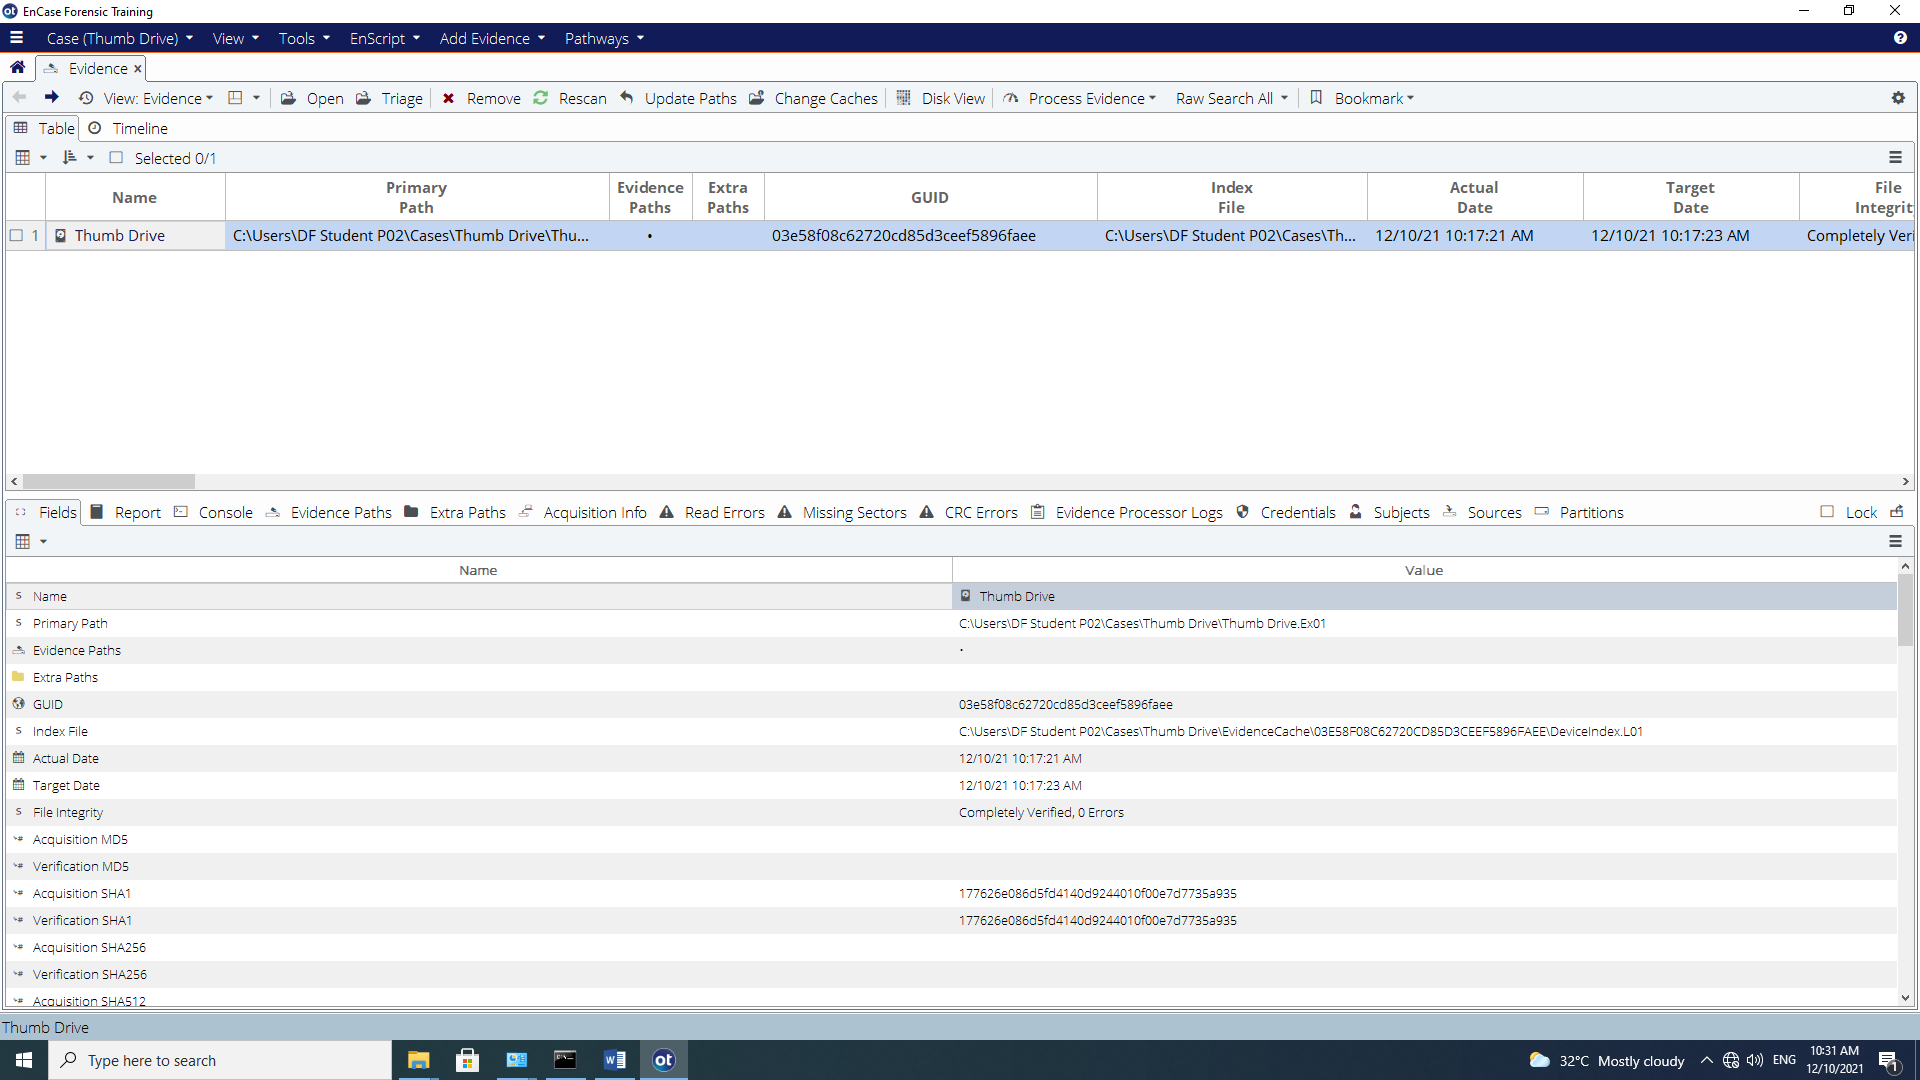 EnCase Forensic Training
Case (Thumb Drive) View Tools EnScript Add Evidence Pathways
Evidence
View: Evidence Open Triage Remove Rescan Update Paths Change Caches Disk View Process Evidence Raw Search All Bookmark
Table Timeline
Selected 0/1
Name Primary Path Evidence Paths Extra Paths GUID Index File Actual Date Target Date File Integrit
1 Thumb Drive C:\Users\DF Student P02\Cases\Thumb Drive\Thu... • 03e58f08c62720cd85d3ceef5896faee C:\Users\DF Student P02\Cases\Th... 12/10/21 10:17:21 AM 12/10/21 10:17:23 AM Completely Veri
Fields Report Console Evidence Paths Extra Paths Acquisition Info Read Errors Missing Sectors CRC Errors Evidence Processor Logs Credentials Subjects Sources Partitions Lock
Name Value
Name Thumb Drive
Primary Path C:\Users\DF Student P02\Cases\Thumb Drive\Thumb Drive.Ex01
Evidence Paths •
Extra Paths
GUID 03e58f08c62720cd85d3ceef5896faee
Index File C:\Users\DF Student P02\Cases\Thumb Drive\EvidenceCache\03E58F08C62720CD85D3CEEF5896FAEE\DeviceIndex.L01
Actual Date 12/10/21 10:17:21 AM
Target Date 12/10/21 10:17:23 AM
File Integrity Completely Verified, 0 Errors
Acquisition MD5
Verification MD5
Acquisition SHA1 177626e086d5fd4140d9244010f00e7d7735a935
Verification SHA1 177626e086d5fd4140d9244010f00e7d7735a935
Acquisition SHA256
Verification SHA256
Acquisition SHA512
Thumb Drive
Type here to search
32°C Mostly cloudy ENG 10:31 AM
12/10/2021 1